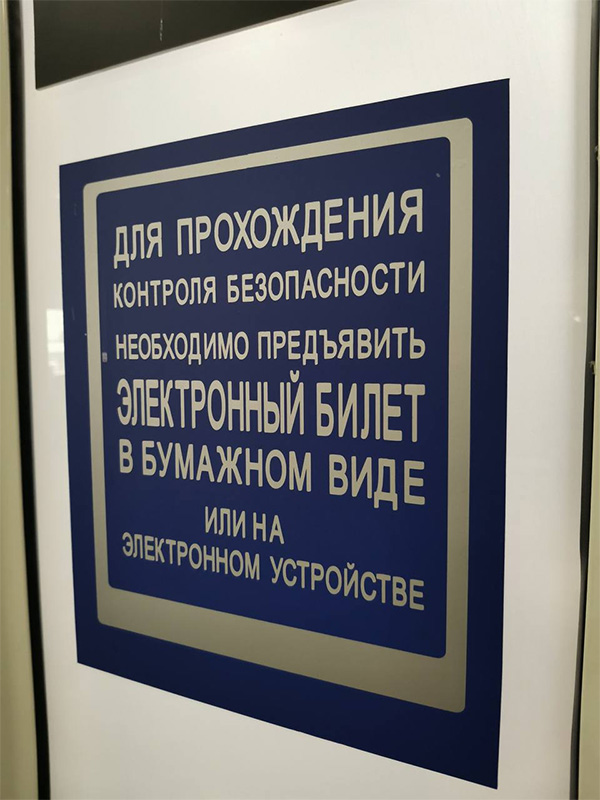 ДЛЯ ПРОХОЖДЕНИЯ
КОНТРОЛЯ БЕЗОПАСНОСТИ
НЕОБХОДИМО ПРЕДЪЯВИТЬ
ЭЛЕКТРОННЫЙ БИЛЕТ
В БУМАЖНОМ ВИДЕ
ИЛИ НА
ЭЛЕКТРОННОМ УСТРОЙСТВЕ